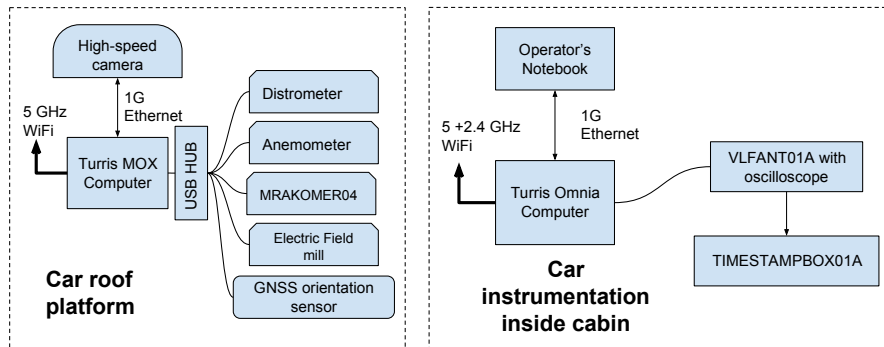 High-speed
camera
1G
Ethernet
5 GHz
WiFi
Turris MOX
Computer
USB HUB
Distrometer
Anemometer
MRAKOMER04
Electric Field
mill
GNSS orientation
sensor
Car roof
platform
Operator's
Notebook
1G
Ethernet
5 +2.4 GHz
WiFi
Turris Omnia
Computer
VLFANT01A with
oscilloscope
TIMESTAMPBOX01A
Car
instrumentation
inside cabin